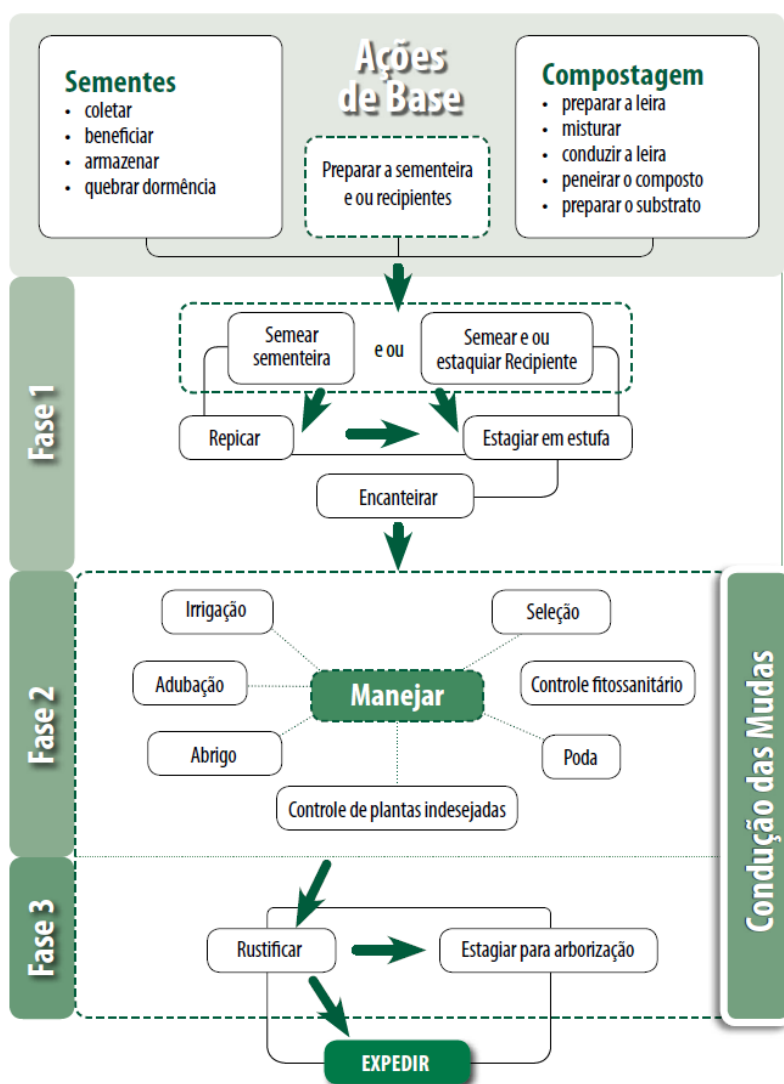 Ações
de Base
Sementes
• coletar
• beneficiar
• armazenar
• quebrar dormência
Preparar a sementeira
e ou recipientes
Compostagem
• preparar a leira
• misturar
• conduzir a leira
• peneirar o composto
• preparar o substrato
Fase 1
Semear
sementeira
e ou
Semear e ou
estaquiar Recipiente
Repicar
Estagiar em estufa
Encanteirar
Fase 2
Irrigação
Seleção
Adubação
Manejar
Controle fitossanitário
Abrigo
Poda
Controle de plantas indesejadas
Condução das Mudas
Fase 3
Rustificar
Estagiar para arborização
EXPEDIR